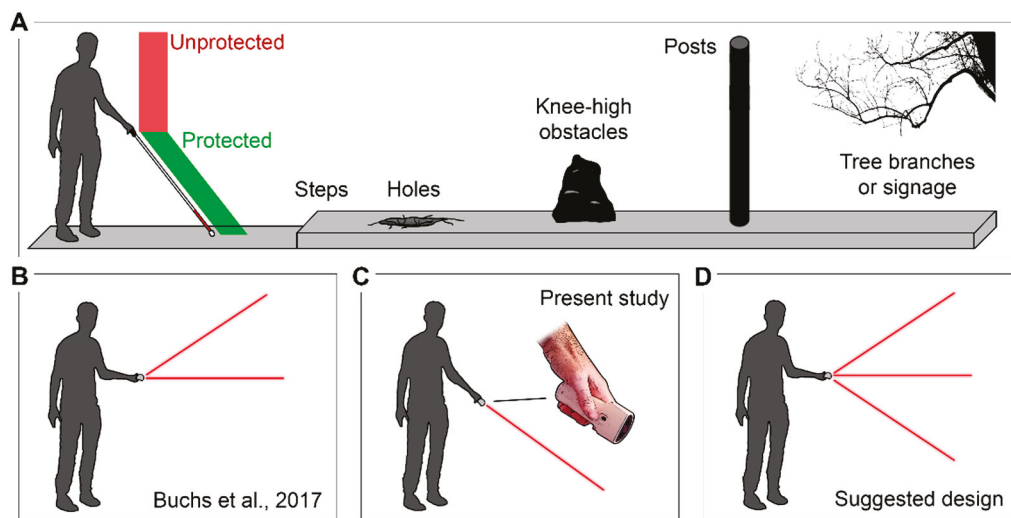 A
Unprotected
Protected
Steps
Holes
Knee-high
obstacles
Posts
Tree branches
or signage
B
Buchs et al., 2017
C
Present study
D
Suggested design